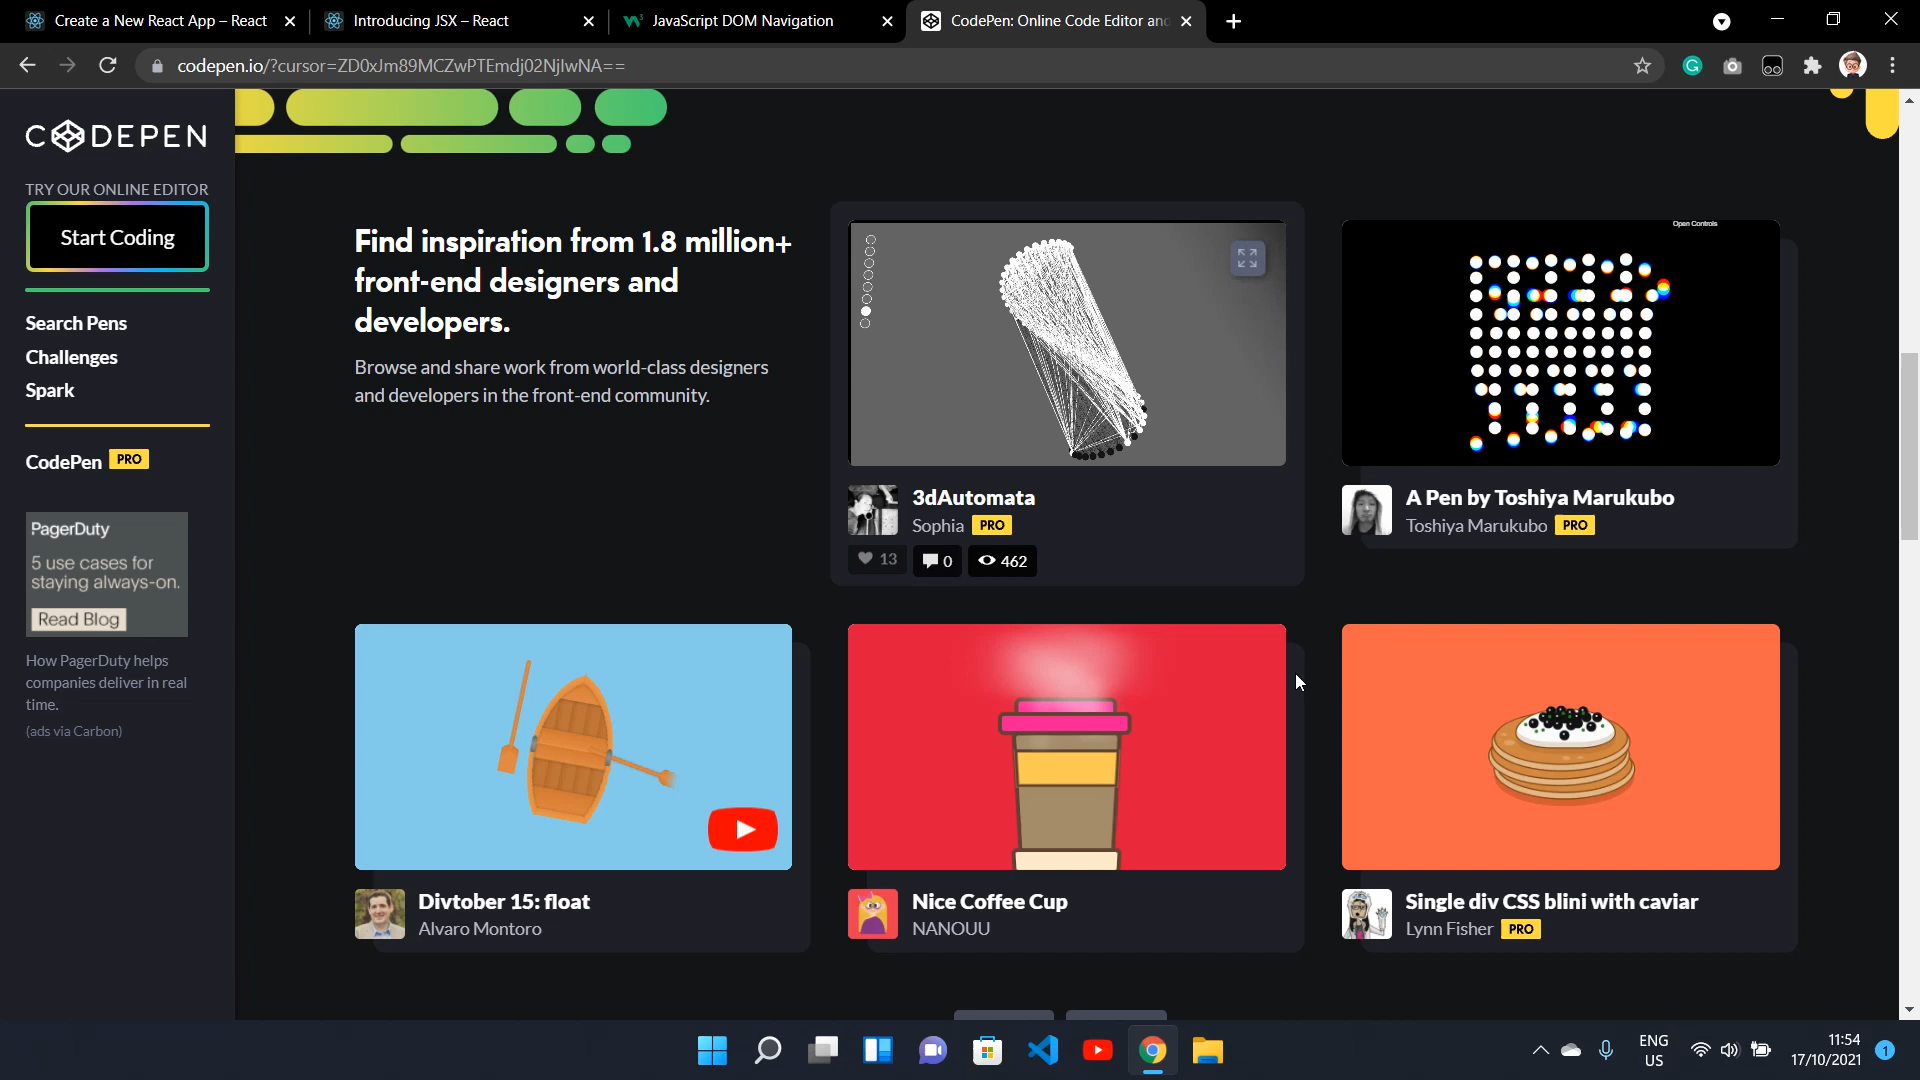 Create a New React App – React
Introducing JSX – React
JavaScript DOM Navigation
CodePen: Online Code Editor and
codepen.io/?cursor=ZD0xJm89MCZwPTEmdj02NjIwNA==
CODEPEN
TRY OUR ONLINE EDITOR
Start Coding
Search Pens
Challenges
Spark
CodePen PRO
PagerDuty
5 use cases for
staying always-on.
Read Blog
How PagerDuty helps
companies deliver in real
time.
(ads via Carbon)
Find inspiration from 1.8 million+
front-end designers and
developers.
Browse and share work from world-class designers
and developers in the front-end community.
3dAutomata
Sophia PRO
13 0 462
Open Controls
A Pen by Toshiya Marukubo
Toshiya Marukubo PRO
Divtober 15: float
Alvaro Montoro
Nice Coffee Cup
NANOUU
Single div CSS blini with caviar
Lynn Fisher PRO
ENG
US
11:54
17/10/2021
1